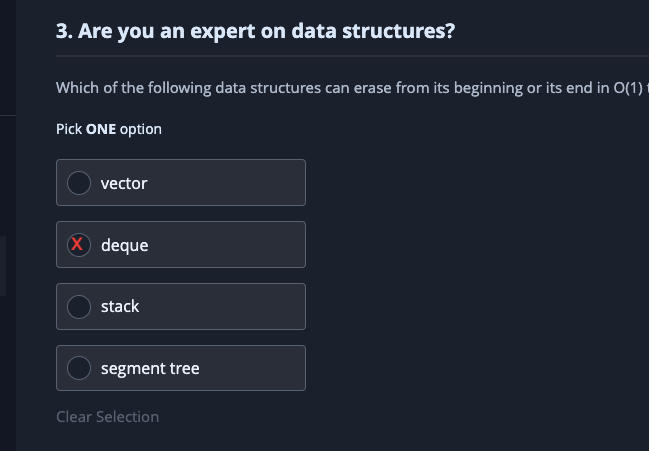 3. Are you an expert on data structures?
Which of the following data structures can erase from its beginning or its end in O(1)
Pick ONE option
vector
X deque
stack
segment tree
Clear Selection